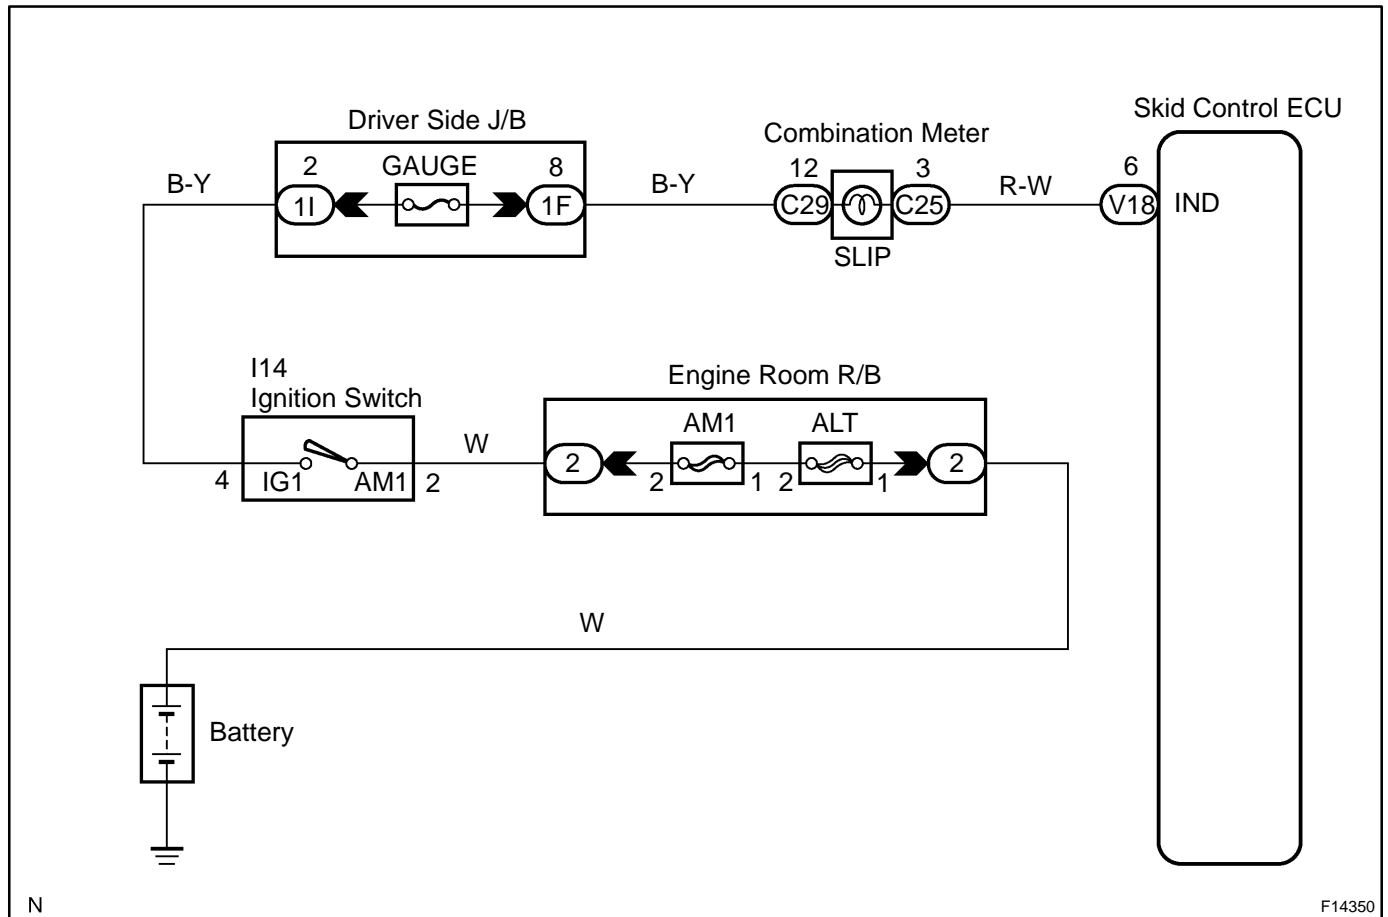 Skid Control ECU
Driver Side J/B
Combination Meter
2 GAUGE 8 12 3 6
B-Y 1I 1F B-Y C29 C25 R-W V18 IND
SLIP
I14
Ignition Switch
Engine Room R/B
AM1 ALT
W
2 2
4 IG1 AM1 2 2 1 2 1
W
Battery
N F14350